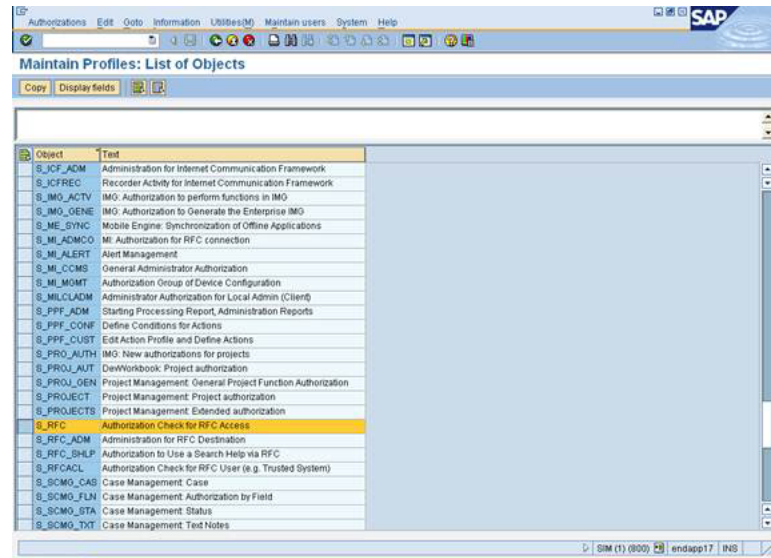 Authorizations Edit Goto Information Utilities(M) Maintain users System Help
SAP
Maintain Profiles: List of Objects
Copy Display fields
Object Text
S_ICF_ADM Administration for Internet Communication Framework
S_ICFREC Recorder Activity for Internet Communication Framework
S_IMG_ACTV IMG: Authorization to perform functions in IMG
S_IMG_GENE IMG: Authorization to Generate the Enterprise IMG
S_ME_SYNC Mobile Engine: Synchronization of Offline Applications
S_MI_ADMCO MI: Authorization for RFC connection
S_MI_ALERT Alert Management
S_MI_CCMS General Administrator Authorization
S_MI_MGMT Authorization Group of Device Configuration
S_MILCLADM Administrator Authorization for Local Admin (Client)
S_PPF_ADM Starting Processing Report, Administration Reports
S_PPF_CONF Define Conditions for Actions
S_PPF_CUST Edit Action Profile and Define Actions
S_PRO_AUTH IMG: New authorizations for projects
S_PROJ_AUT DewWorkbook: Project authorization
S_PROJ_GEN Project Management: General Project Function Authorization
S_PROJECT Project Management: Project authorization
S_PROJECTS Project Management: Extended authorization
S_RFC Authorization Check for RFC Access
S_RFC_ADM Administration for RFC Destination
S_RFC_SHLP Authorization to Use a Search Help via RFC
S_RFCACL Authorization Check for RFC User (e.g. Trusted System)
S_SCMG_CAS Case Management: Case
S_SCMG_FLN Case Management: Authorization by Field
S_SCMG_STA Case Management: Status
S_SCMG_TXT Case Management: Text Notes
SIM (1) (800) endapp17 INS